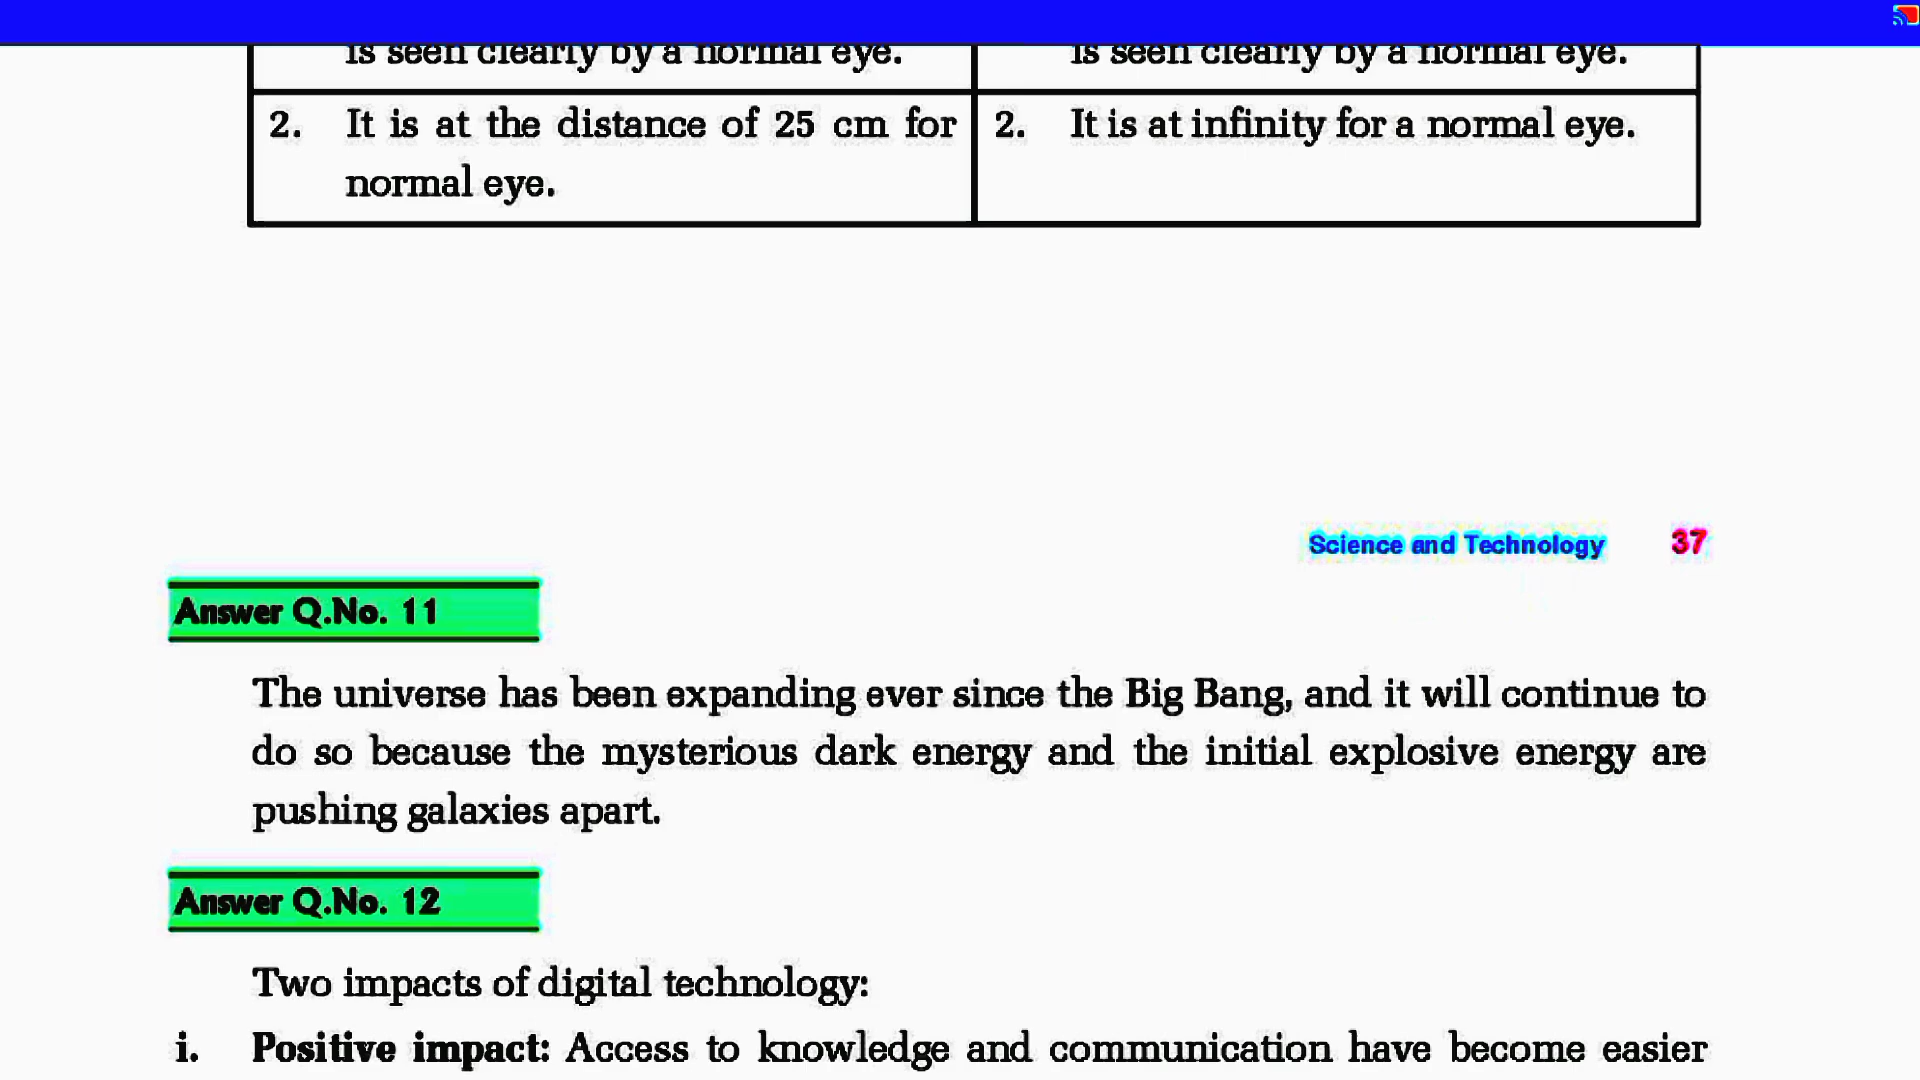 is seen clearly by a normal eye. is seen clearly by a normal eye.
2. It is at the distance of 25 cm for 2. It is at infinity for a normal eye.
normal eye.
Science and Technology 37
Answer Q.No. 11
The universe has been expanding ever since the Big Bang, and it will continue to
do so because the mysterious dark energy and the initial explosive energy are
pushing galaxies apart.
Answer Q.No. 12
Two impacts of digital technology:
i. Positive impact: Access to knowledge and communication have become easier